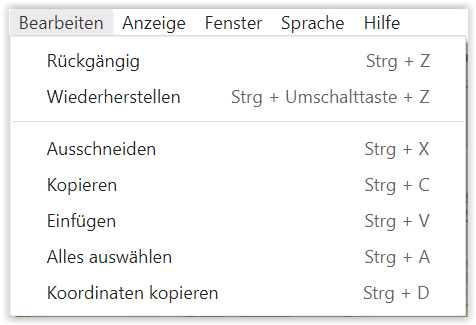 Bearbeiten Anzeige Fenster Sprache Hilfe
Rückgängig Strg + Z
Wiederherstellen Strg + Umschalttaste + Z
Ausschneiden Strg + X
Kopieren Strg + C
Einfügen Strg + V
Alles auswählen Strg + A
Koordinaten kopieren Strg + D